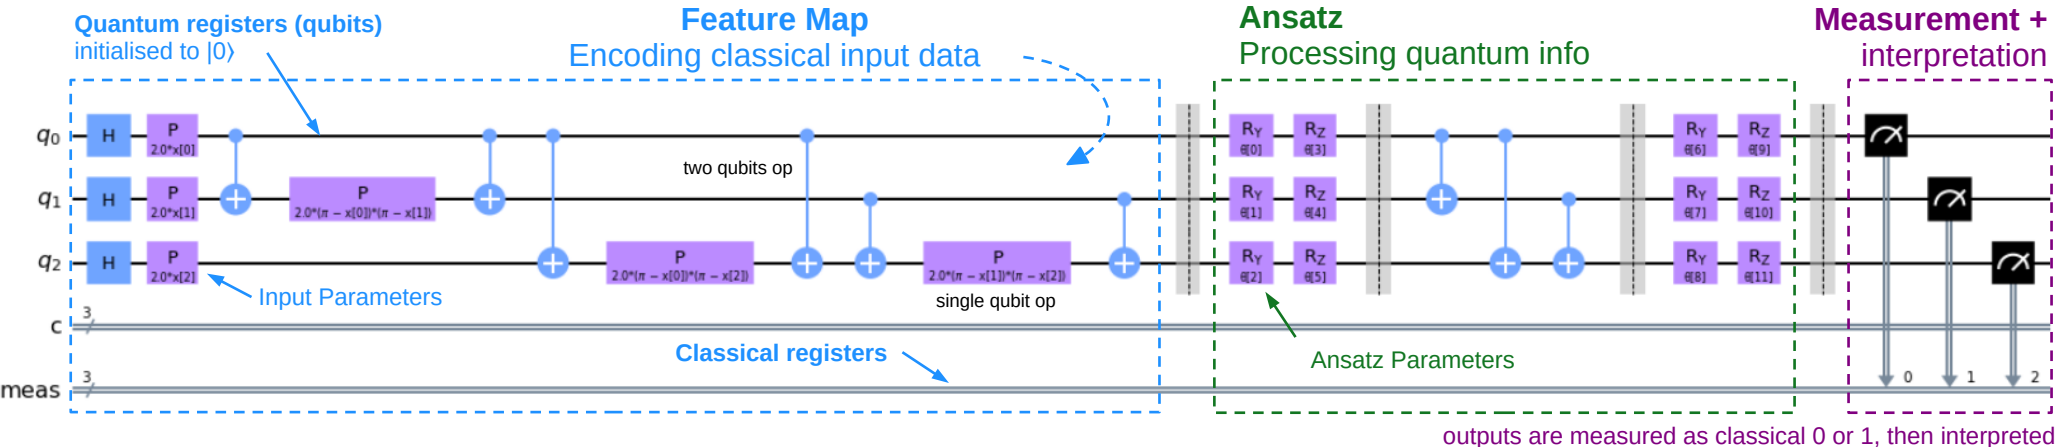 Quantum registers (qubits)
initialised to |0⟩
Feature Map
Encoding classical input data
Ansatz
Processing quantum info
Measurement +
interpretation
q0 H P 2.0*x[0] RY θ[0] RZ θ[3] RY θ[6] RZ θ[9]
two qubits op
q1 H P 2.0*x[1] P 2.0*(π − x[0])*(π − x[1]) RY θ[1] RZ θ[4] RY θ[7] RZ θ[10]
q2 H P 2.0*x[2] P 2.0*(π − x[0])*(π − x[2]) P 2.0*(π − x[1])*(π − x[2]) RY θ[2] RZ θ[5] RY θ[8] RZ θ[11]
Input Parameters
single qubit op
c 3
Classical registers
Ansatz Parameters
meas 3 0 1 2
outputs are measured as classical 0 or 1, then interpreted